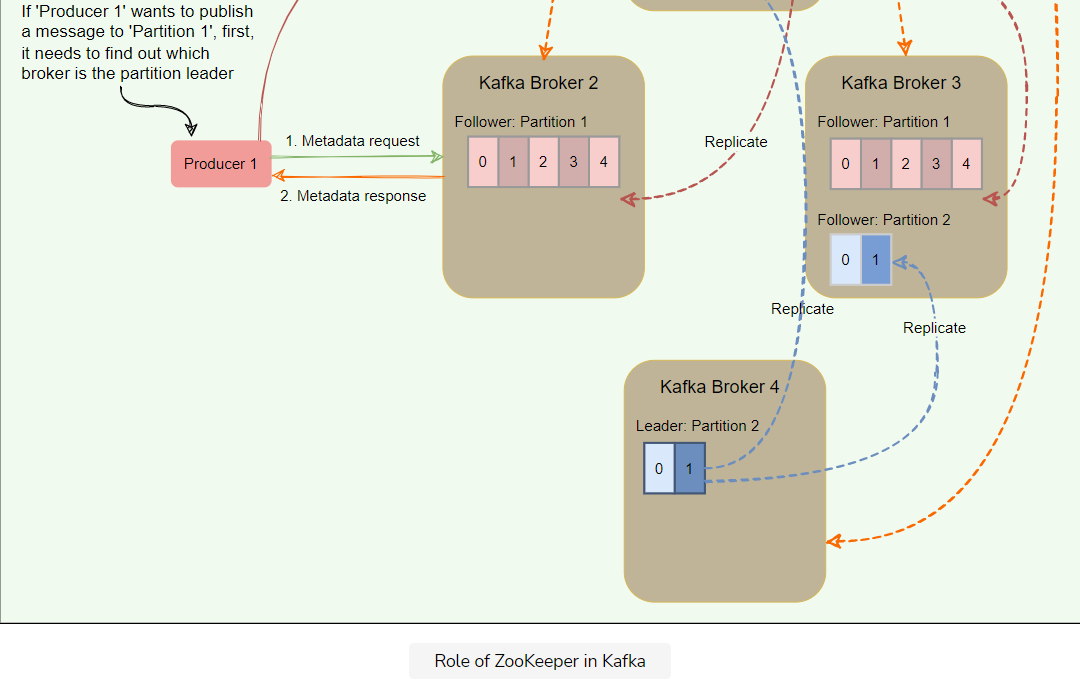 If 'Producer 1' wants to publish
a message to 'Partition 1', first,
it needs to find out which
broker is the partition leader
Producer 1
1. Metadata request
2. Metadata response
Kafka Broker 2
Follower: Partition 1
0 1 2 3 4
Replicate
Kafka Broker 3
Follower: Partition 1
0 1 2 3 4
Follower: Partition 2
0 1
Replicate
Replicate
Kafka Broker 4
Leader: Partition 2
0 1
Role of ZooKeeper in Kafka